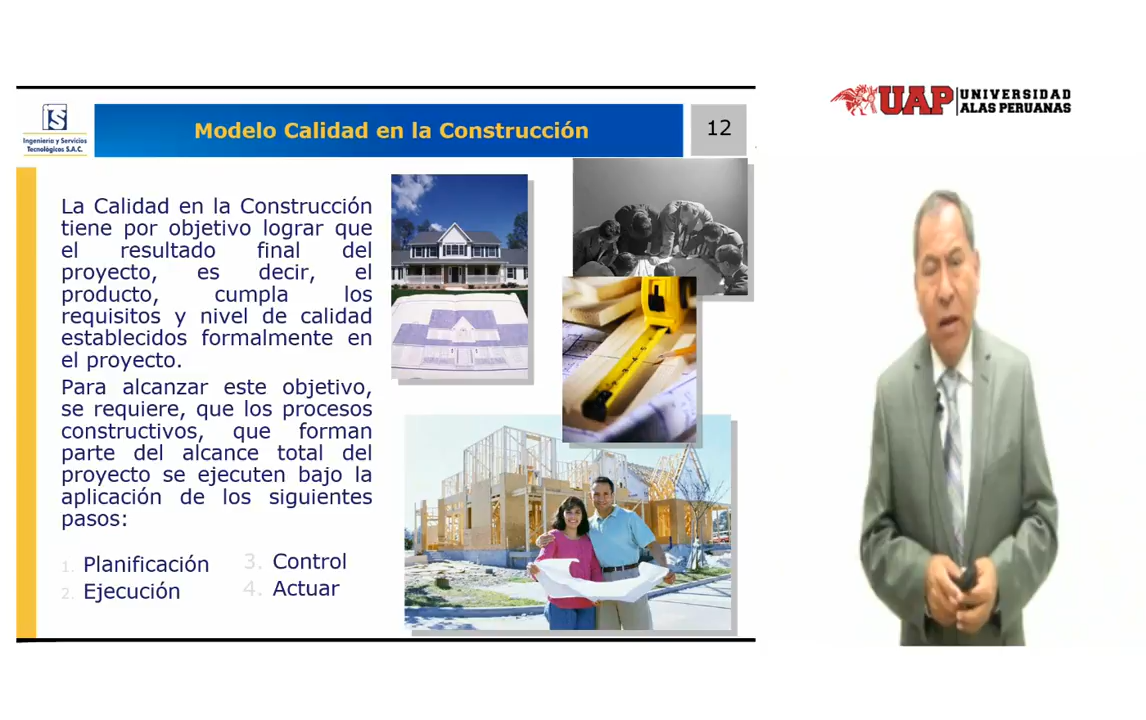 UAP UNIVERSIDAD
ALAS PERUANAS
IS
Ingeniería y Servicios
Tecnológicos S.A.C.
Modelo Calidad en la Construcción
12
La Calidad en la Construcción
tiene por objetivo lograr que
el resultado final del
proyecto, es decir, el
producto, cumpla los
requisitos y nivel de calidad
establecidos formalmente en
el proyecto.
Para alcanzar este objetivo,
se requiere, que los procesos
constructivos, que forman
parte del alcance total del
proyecto se ejecuten bajo la
aplicación de los siguientes
pasos:
1. Planificación
2. Ejecución
3. Control
4. Actuar